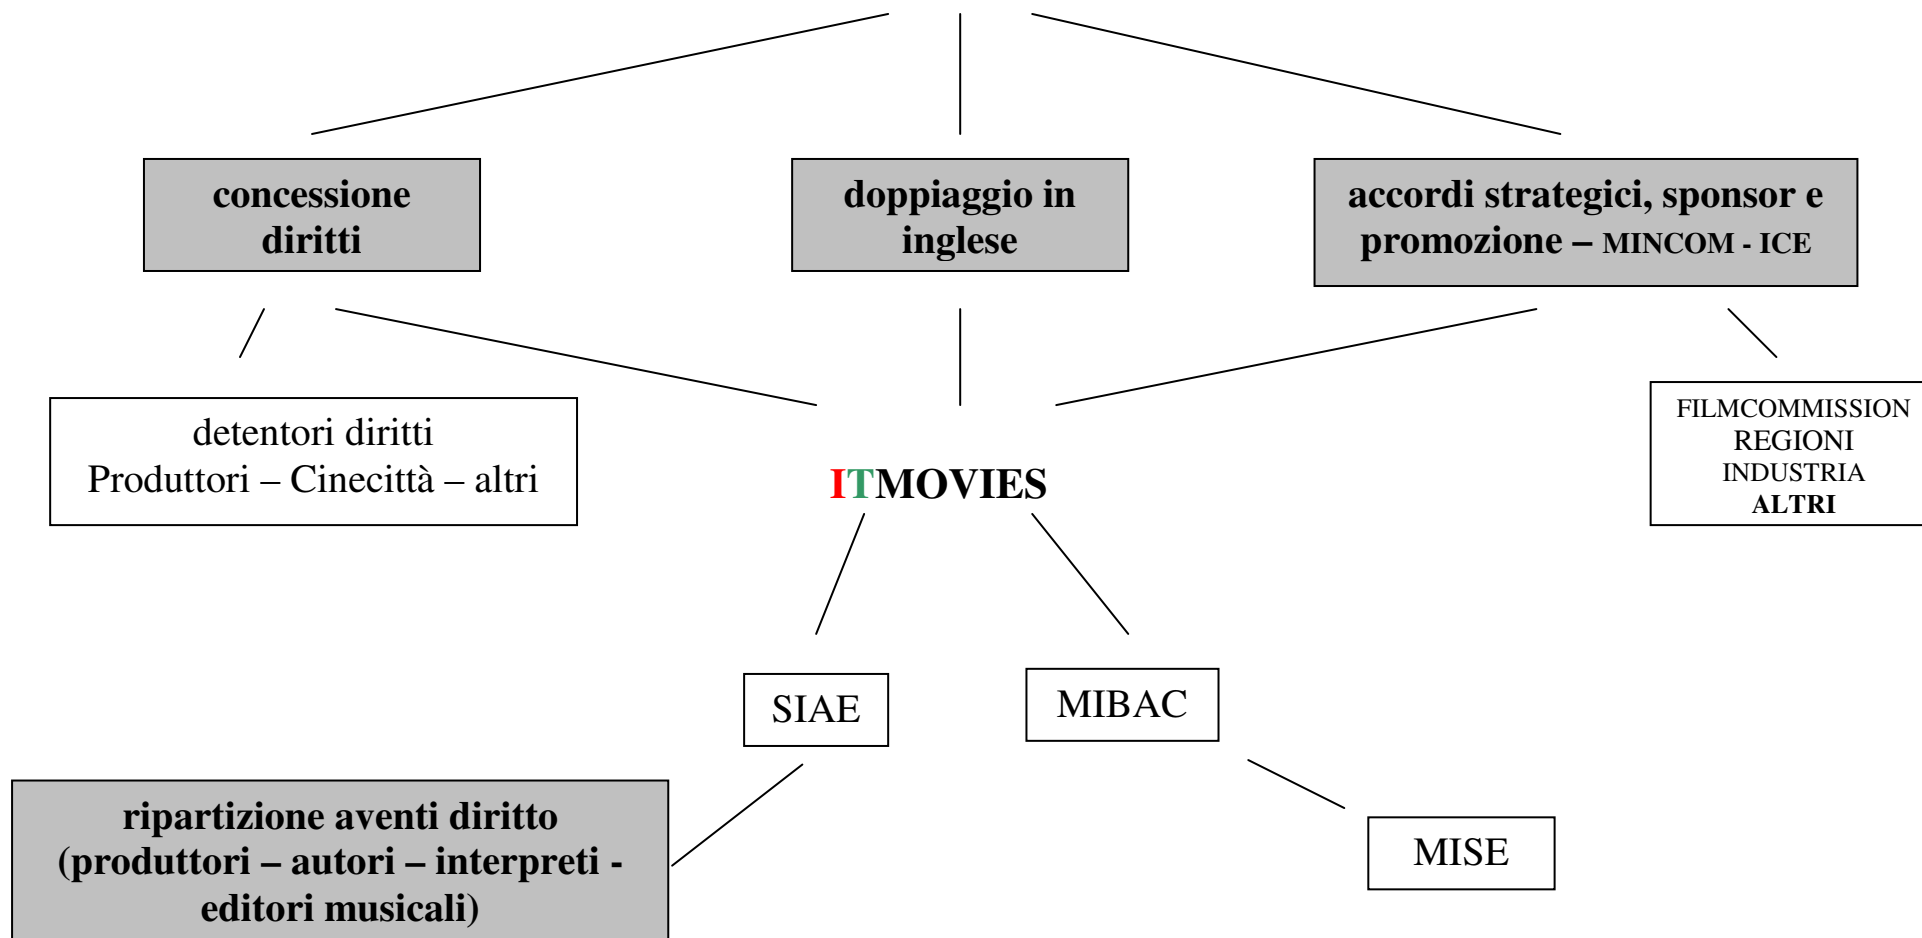 concessione
diritti
doppiaggio in
inglese
accordi strategici, sponsor e
promozione – MINCOM - ICE
detentori diritti
Produttori – Cinecittà – altri
FILMCOMMISSION
REGIONI
INDUSTRIA
ALTRI
ITMOVIES
SIAE
MIBAC
ripartizione aventi diritto
(produttori – autori – interpreti -
editori musicali)
MISE